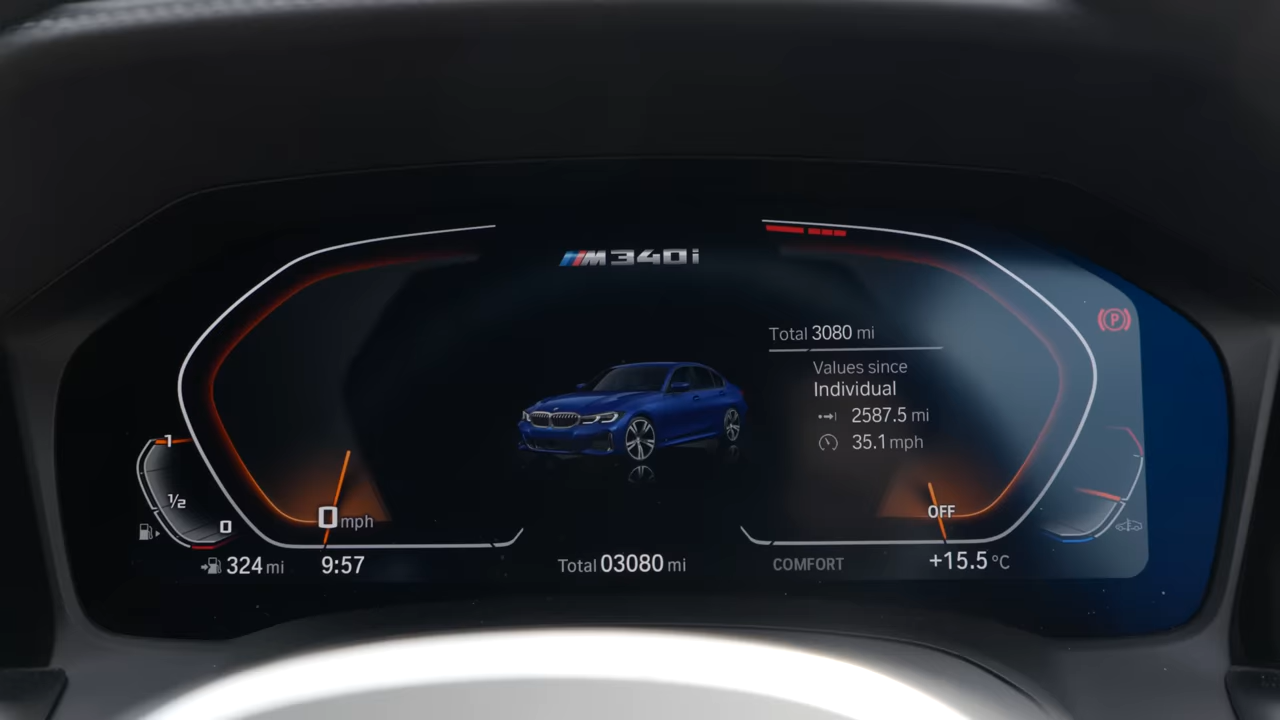 M340i
Total 3080 mi
Values since
Individual
2587.5 mi
35.1 mph
P
1
1/2
0
0 mph
OFF
324 mi
9:57
Total 03080 mi
COMFORT
+15.5 °C